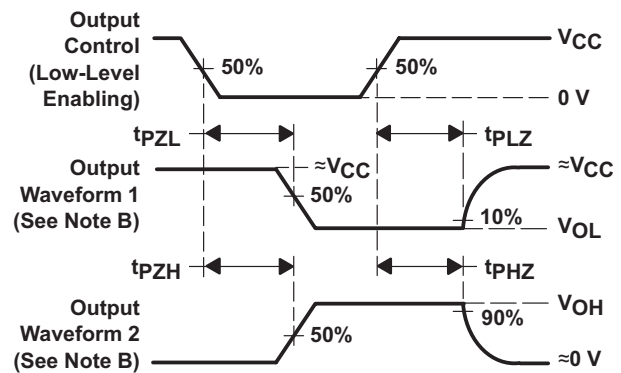 Output
Control
(Low-Level
Enabling)
50%
50%
VCC
0 V
tPZL
tPLZ
Output
Waveform 1
(See Note B)
≈VCC
50%
≈VCC
10%
VOL
tPZH
tPHZ
Output
Waveform 2
(See Note B)
50%
VOH
90%
≈0 V